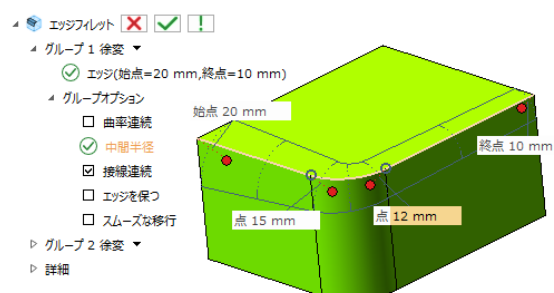 エッジフィレット
グループ 1 徐変
エッジ(始点=20 mm,終点=10 mm)
グループオプション
曲率連続
中間半径
接線連続
エッジを保つ
スムーズな移行
グループ 2 徐変
詳細
始点 20 mm
終点 10 mm
点 15 mm
点 12 mm